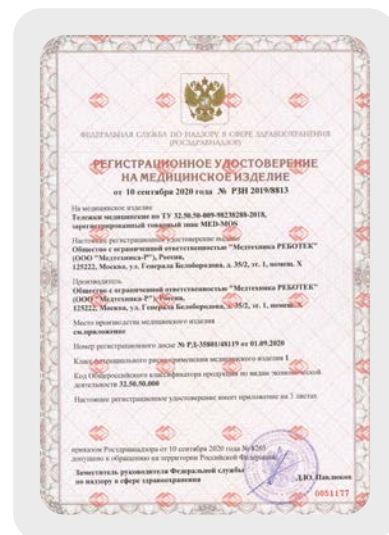 ФЕДЕРАЛЬНАЯ СЛУЖБА ПО НАДЗОРУ В СФЕРЕ ЗДРАВООХРАНЕНИЯ
(РОСЗДРАВНАДЗОР)
РЕГИСТРАЦИОННОЕ УДОСТОВЕРЕНИЕ
НА МЕДИЦИНСКОЕ ИЗДЕЛИЕ
от 10 сентября 2020 года № РЗН 2019/8813
На медицинское изделие
Тележки медицинские по ТУ 32.50.50-009-98238288-2018,
зарегистрированный товарный знак MED-MOS
Настоящее регистрационное удостоверение выдано
Общество с ограниченной ответственностью "Медтехника РЕБОТЕК"
(ООО "Медтехника-Р"), Россия,
125222, Москва, ул. Генерала Белобородова, д. 35/2, эт. 1, помещ. X
Производитель
Общество с ограниченной ответственностью "Медтехника РЕБОТЕК"
(ООО "Медтехника-Р"), Россия,
125222, Москва, ул. Генерала Белобородова, д. 35/2, эт. 1, помещ. X
Место производства медицинского изделия
см.приложение
Номер регистрационного досье № РД-35801/48119 от 01.09.2020
Класс потенциального риска применения медицинского изделия 1
Код Общероссийского классификатора продукции по видам экономической
деятельности 32.50.50.000
Настоящее регистрационное удостоверение имеет приложение на 3 листах
приказом Росздравнадзора от 10 сентября 2020 года № 8265
допущено к обращению на территории Российской Федерации.
Заместитель руководителя Федеральной службы
по надзору в сфере здравоохранения
Д.Ю. Павлюков
0051177